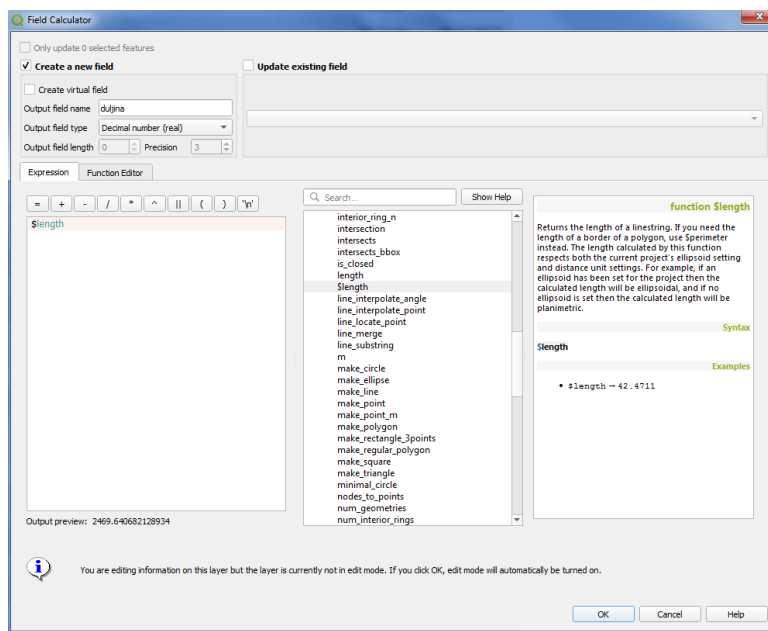 Field Calculator
Only update 0 selected features
Create a new field
Update existing field
Create virtual field
Output field name duljina
Output field type Decimal number (real)
Output field length 0 Precision 3
Expression Function Editor
= + - / * ^ || ( ) '\n'
Search... Show Help
$length
interior_ring_n
intersection
intersects
intersects_bbox
is_closed
length
$length
line_interpolate_angle
line_interpolate_point
line_locate_point
line_merge
line_substring
m
make_circle
make_ellipse
make_line
make_point
make_point_m
make_polygon
make_rectangle_3points
make_regular_polygon
make_square
make_triangle
minimal_circle
nodes_to_points
num_geometries
num_interior_rings
function $length
Returns the length of a linestring. If you need the
length of a border of a polygon, use $perimeter
instead. The length calculated by this function
respects both the current project's ellipsoid setting
and distance unit settings. For example, if an
ellipsoid has been set for the project then the
calculated length will be ellipsoidal, and if no
ellipsoid is set then the calculated length will be
planimetric.
Syntax
$length
Examples
• $length → 42.4711
Output preview: 2469.640682128934
You are editing information on this layer but the layer is currently not in edit mode. If you click OK, edit mode will automatically be turned on.
OK Cancel Help